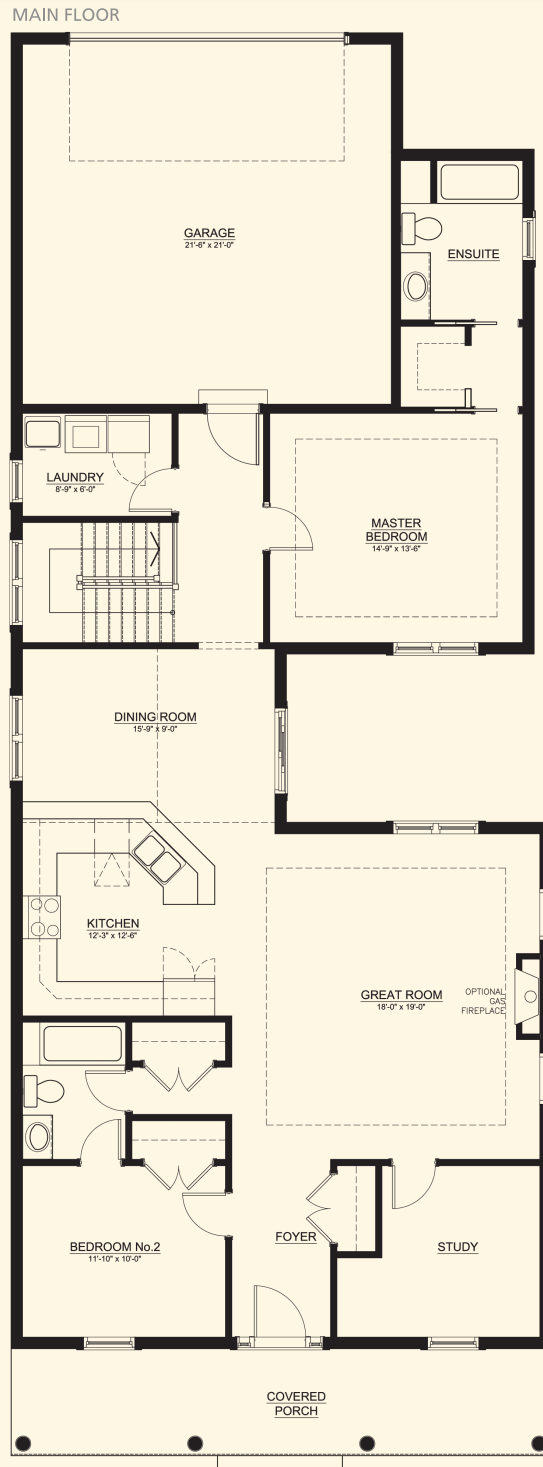 MAIN FLOOR
GARAGE
21'-6" x 21'-0"
ENSUITE
LAUNDRY
8'-9" x 6'-0"
MASTER
BEDROOM
14'-9" x 13'-6"
DINING ROOM
15'-9" x 9'-0"
KITCHEN
12'-3" x 12'-6"
GREAT ROOM
18'-0" x 19'-0"
OPTIONAL
GAS
FIREPLACE
BEDROOM No.2
11'-10" x 10'-0"
FOYER
STUDY
COVERED
PORCH